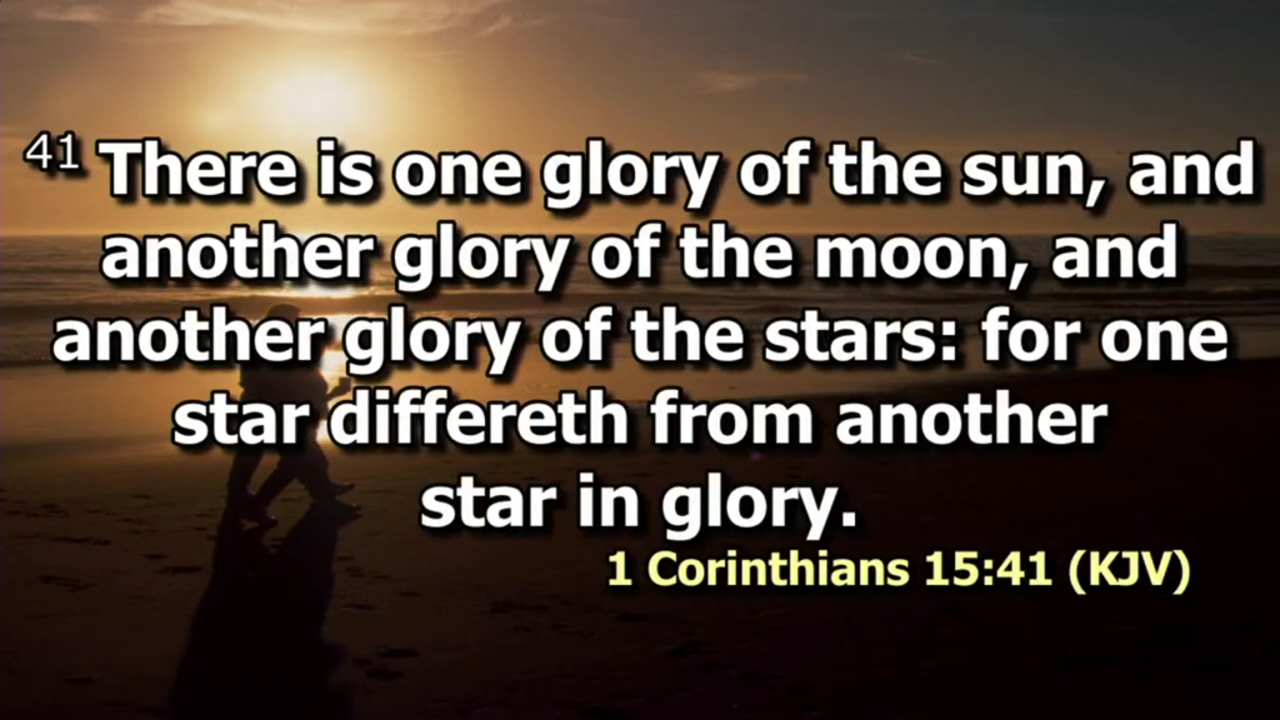 41 There is one glory of the sun, and
another glory of the moon, and
another glory of the stars: for one
star differeth from another
star in glory.
1 Corinthians 15:41 (KJV)